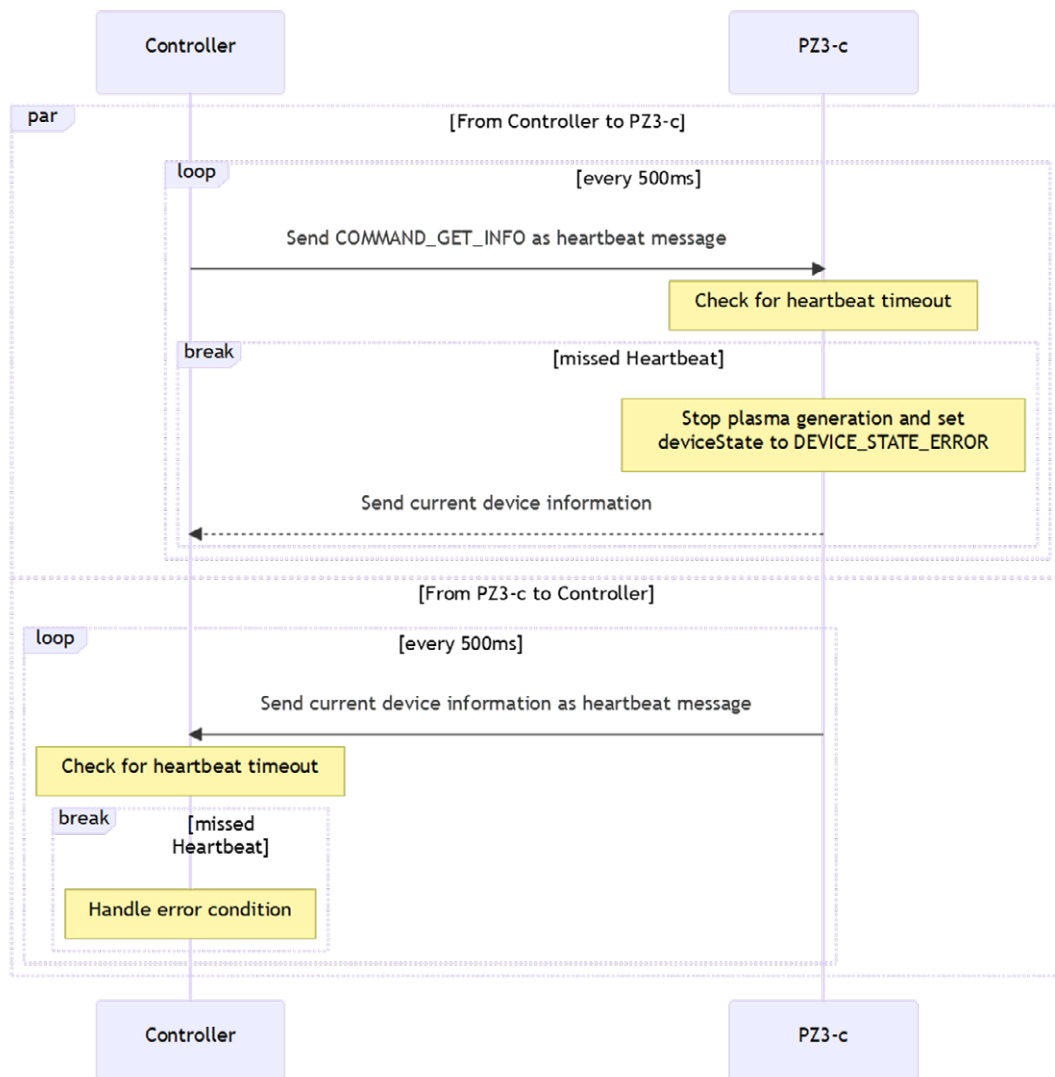 Controller
PZ3-c
par
[From Controller to PZ3-c]
loop
[every 500ms]
Send COMMAND_GET_INFO as heartbeat message
Check for heartbeat timeout
break
[missed Heartbeat]
Stop plasma generation and set
deviceState to DEVICE_STATE_ERROR
Send current device information
[From PZ3-c to Controller]
loop
[every 500ms]
Send current device information as heartbeat message
Check for heartbeat timeout
break
[missed
Heartbeat]
Handle error condition
Controller
PZ3-c